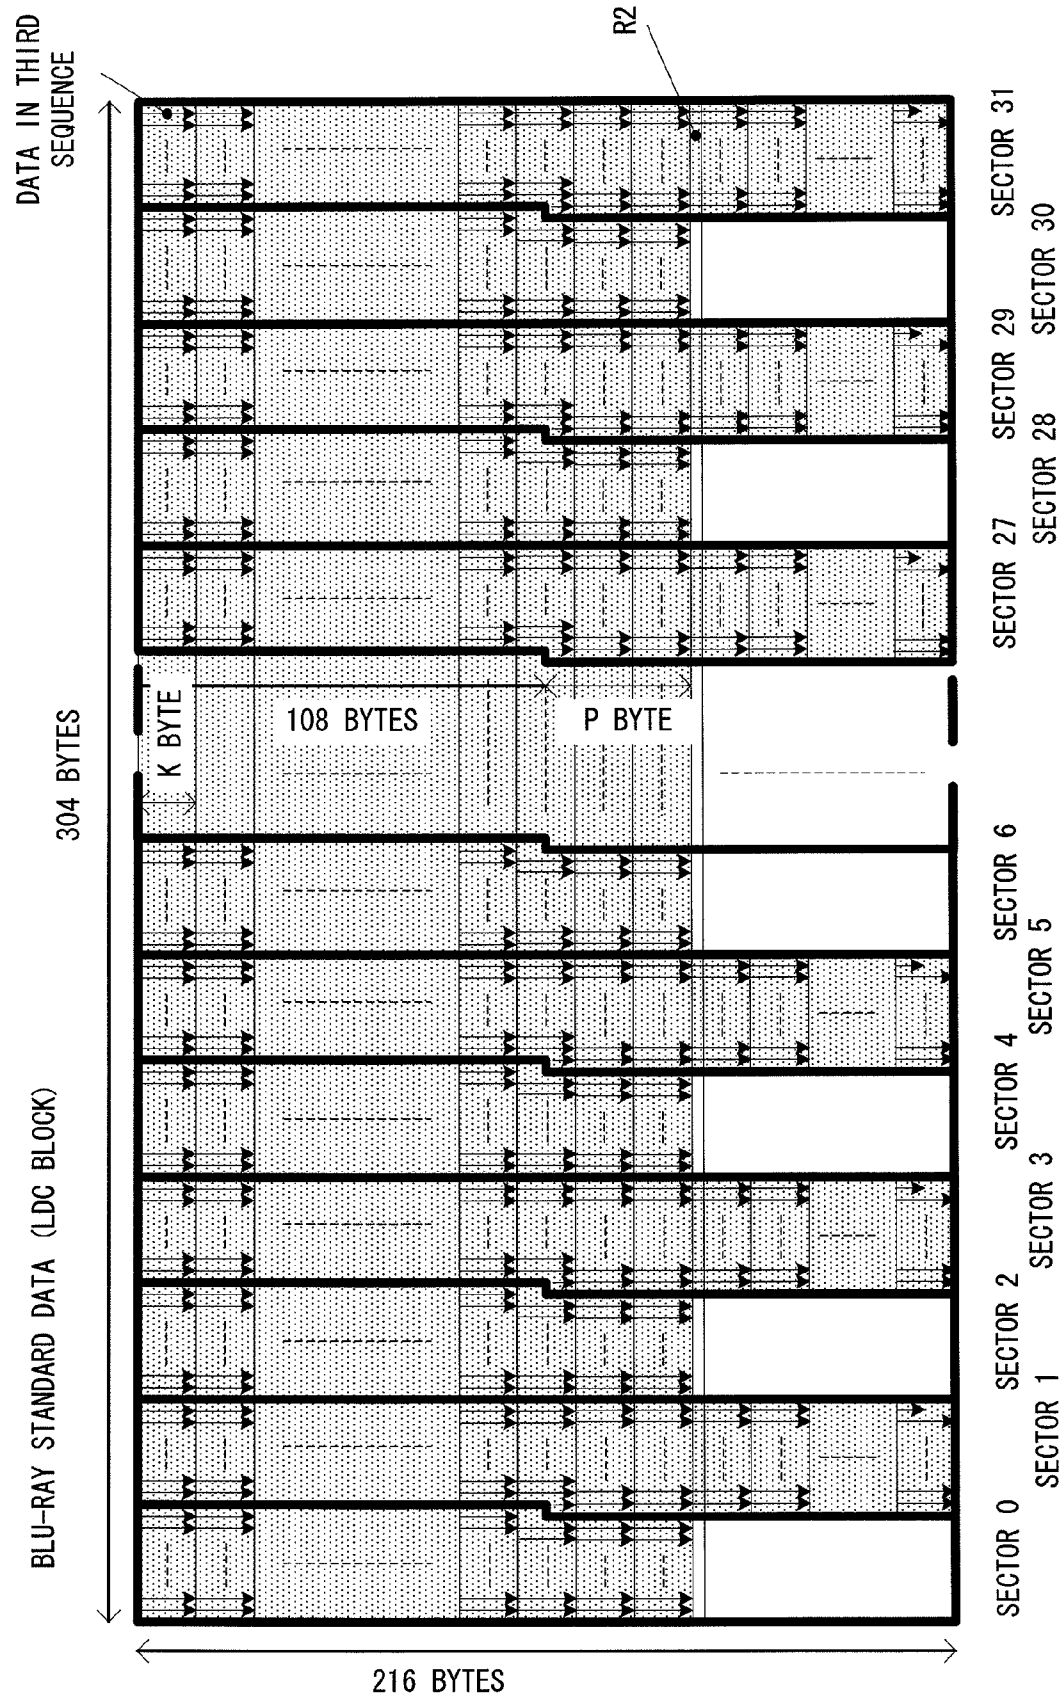 BLU-RAY STANDARD DATA (LDC BLOCK)
304 BYTES
DATA IN THIRD
SEQUENCE
216 BYTES
K BYTE
108 BYTES
P BYTE
R2
SECTOR 0
SECTOR 1
SECTOR 2
SECTOR 3
SECTOR 4
SECTOR 5
SECTOR 6
SECTOR 27
SECTOR 28
SECTOR 29
SECTOR 30
SECTOR 31